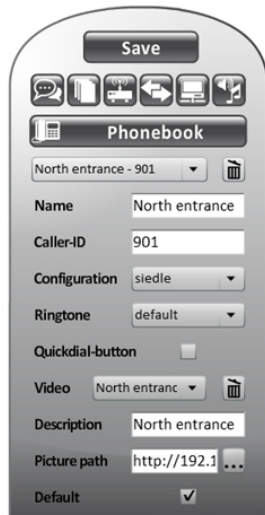 Save
Phonebook
North entrance - 901
Name North entrance
Caller-ID 901
Configuration siedle
Ringtone default
Quickdial-button
Video North entranc
Description North entrance
Picture path http://192.1 ...
Default